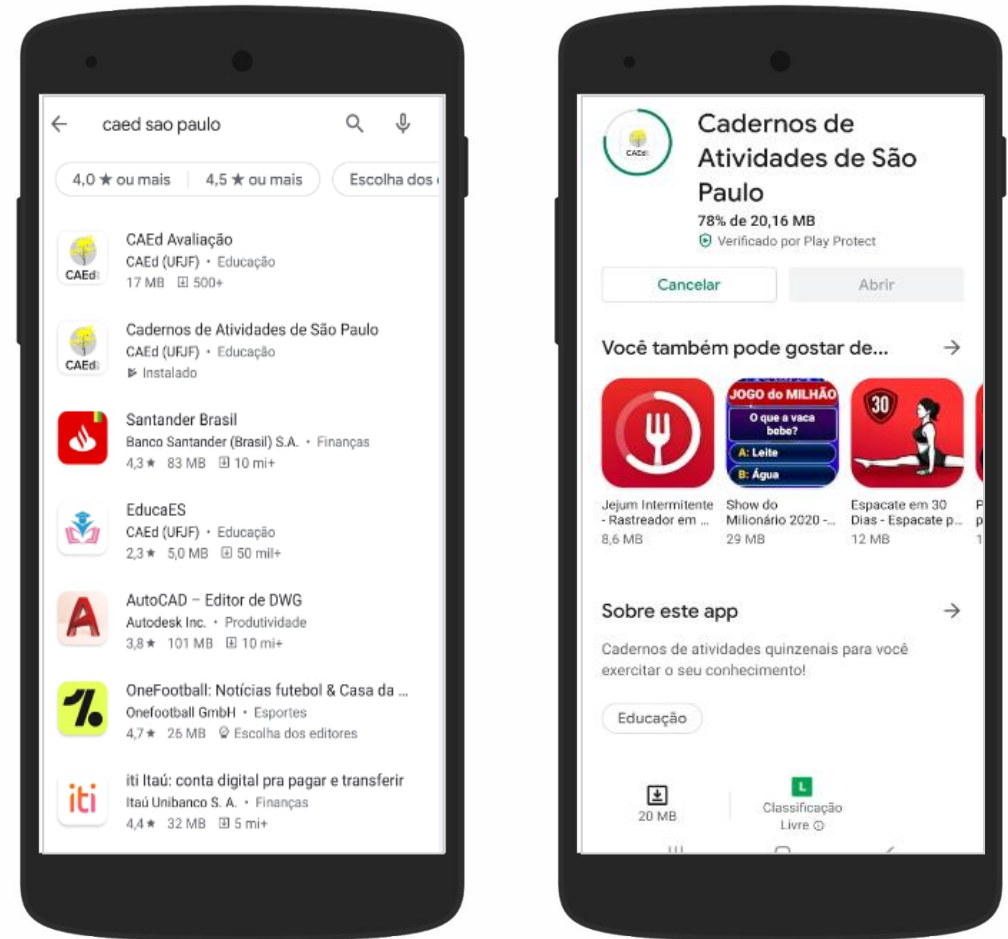 caed sao paulo
4,0 ★ ou mais
4,5 ★ ou mais
Escolha dos
CAEd
CAEd Avaliação
CAEd (UFJF) • Educação
17 MB 500+
CAEd
Cadernos de Atividades de São Paulo
CAEd (UFJF) • Educação
Instalado
Santander Brasil
Banco Santander (Brasil) S.A. • Finanças
4,3 ★ 83 MB 10 mi+
EducaES
CAEd (UFJF) • Educação
2,3 ★ 5,0 MB 50 mil+
A
AutoCAD – Editor de DWG
Autodesk Inc. • Produtividade
3,8 ★ 101 MB 10 mi+
OneFootball: Notícias futebol & Casa da ...
Onefootball GmbH • Esportes
4,7 ★ 26 MB Escolha dos editores
iti
iti Itaú: conta digital pra pagar e transferir
Itaú Unibanco S. A. • Finanças
4,4 ★ 32 MB 5 mi+
CAEd
Cadernos de
Atividades de São
Paulo
78% de 20,16 MB
Verificado por Play Protect
Cancelar
Abrir
Você também pode gostar de...
JOGO do MILHÃO
O que a vaca
bebe?
A: Leite
B: Água
30
Jejum Intermitente
- Rastreador em ...
8,6 MB
Show do
Milionário 2020 -...
29 MB
Espacate em 30
Dias - Espacate p...
12 MB
Sobre este app
Cadernos de atividades quinzenais para você
exercitar o seu conhecimento!
Educação
20 MB
L
Classificação
Livre